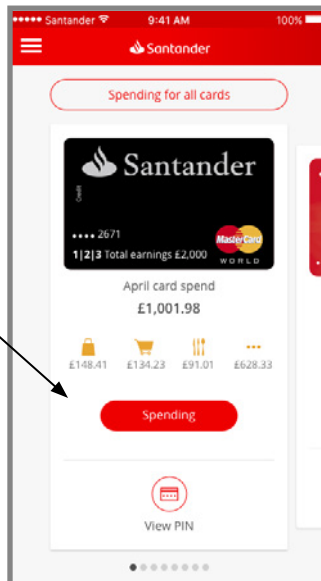 Santander 9:41 AM 100%
Santander
Spending for all cards
Santander
Credit
•••• 2671
MasterCard
1|2|3 Total earnings £2,000 WORLD
April card spend
£1,001.98
£148.41 £134.23 £91.01 £628.33
Spending
View PIN